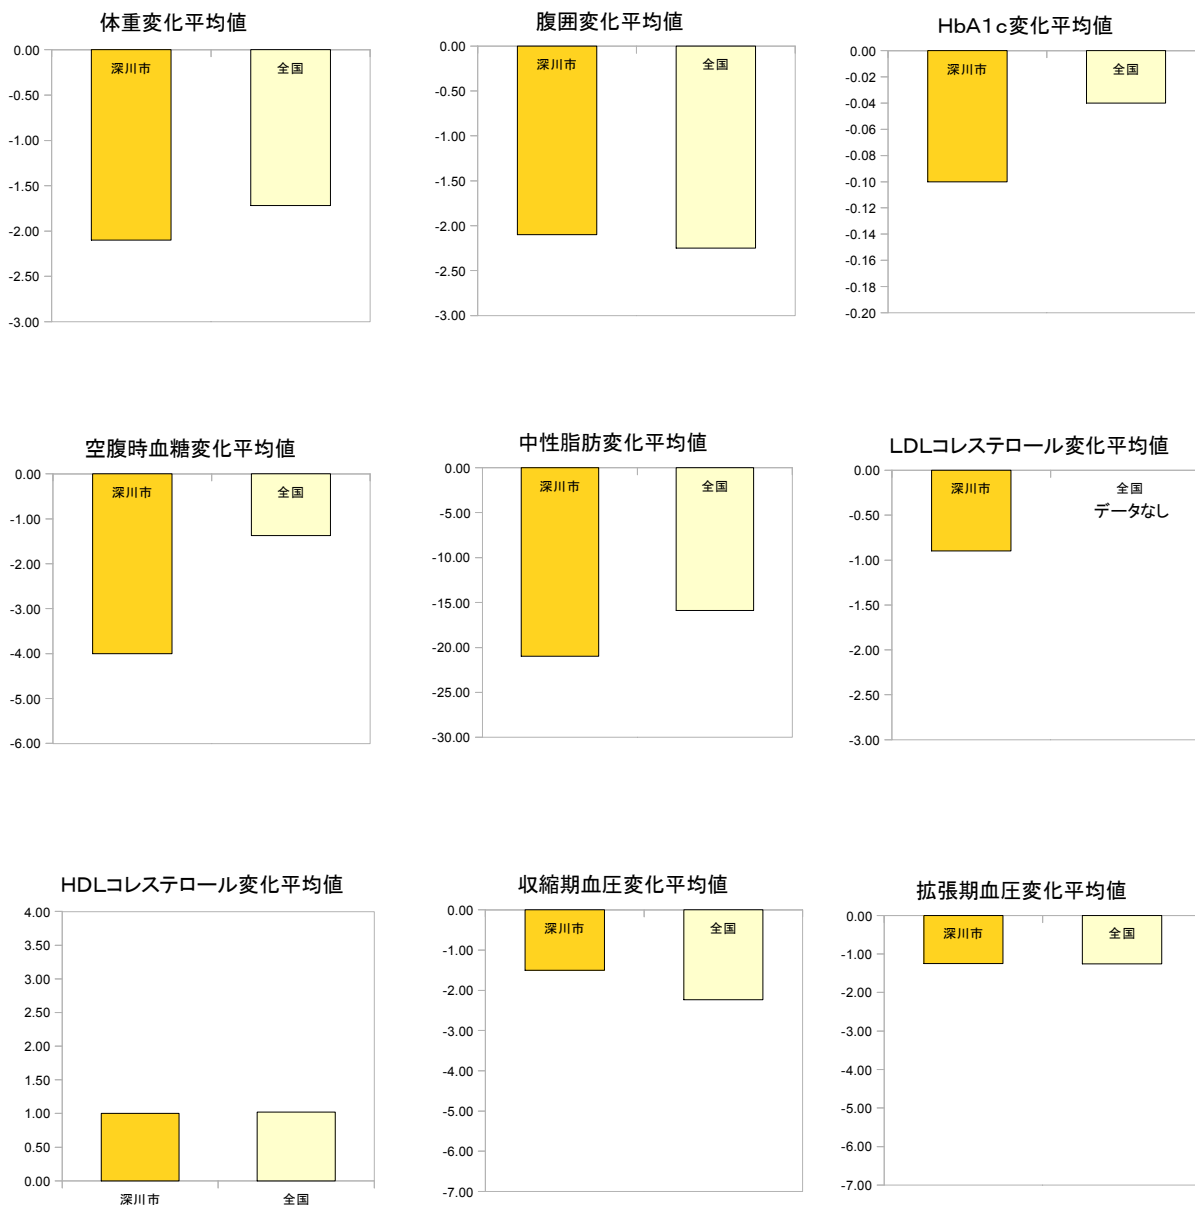 体重変化平均値
0.00
深川市
全国
-0.50
-1.00
-1.50
-2.00
-2.50
-3.00
腹囲変化平均値
0.00
深川市
全国
-0.50
-1.00
-1.50
-2.00
-2.50
-3.00
HbA1c変化平均値
0.00
深川市
全国
-0.02
-0.04
-0.06
-0.08
-0.10
-0.12
-0.14
-0.16
-0.18
-0.20
空腹時血糖変化平均値
0.00
深川市
全国
-1.00
-2.00
-3.00
-4.00
-5.00
-6.00
中性脂肪変化平均値
0.00
深川市
全国
-5.00
-10.00
-15.00
-20.00
-25.00
-30.00
LDLコレステロール変化平均値
0.00
深川市
全国
データなし
-0.50
-1.00
-1.50
-2.00
-2.50
-3.00
HDLコレステロール変化平均値
4.00
3.50
3.00
2.50
2.00
1.50
1.00
0.50
0.00
深川市
全国
収縮期血圧変化平均値
0.00
深川市
全国
-1.00
-2.00
-3.00
-4.00
-5.00
-6.00
-7.00
拡張期血圧変化平均値
0.00
深川市
全国
-1.00
-2.00
-3.00
-4.00
-5.00
-6.00
-7.00